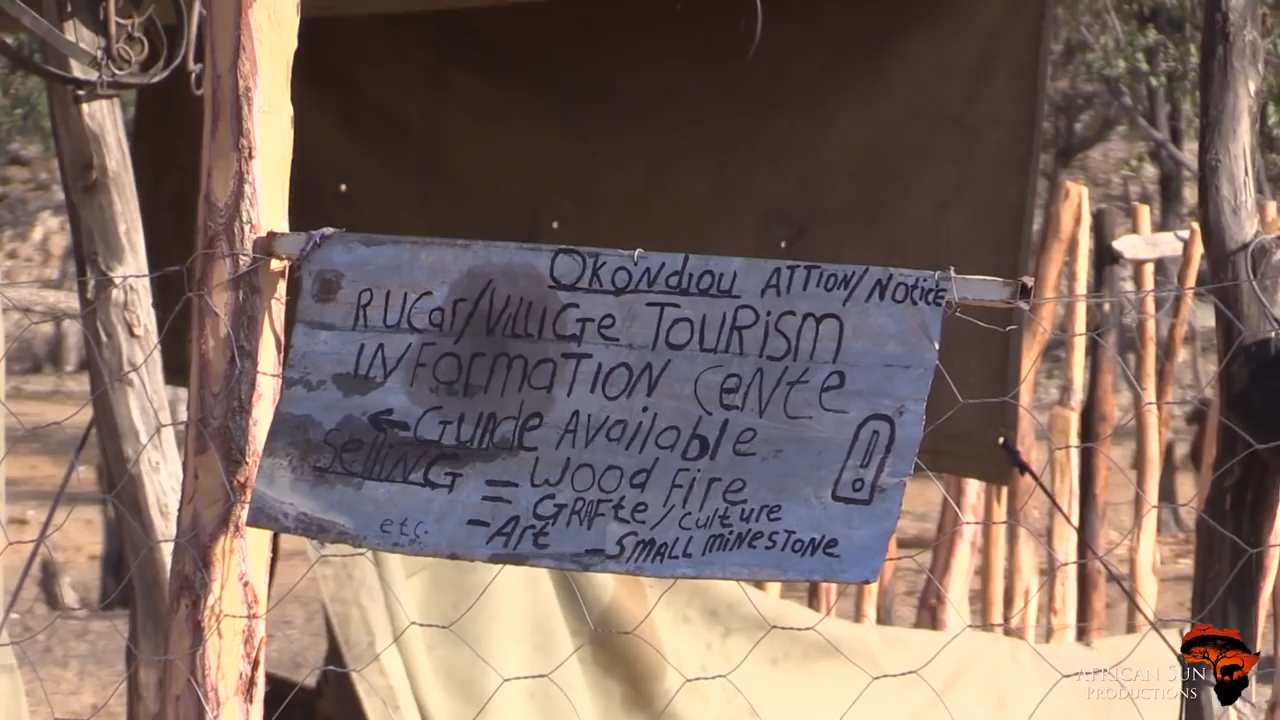 OKONDJOU ATTION/NOTICE
RUCar/VILLIGe TOURISM
INFORMATION CeNte
← Guide Available
SelliNG = Wood Fire
= GRAFte/culture
etc. - Art - SMALL MINESTONE
AFRICAN SUN
PRODUCTIONS